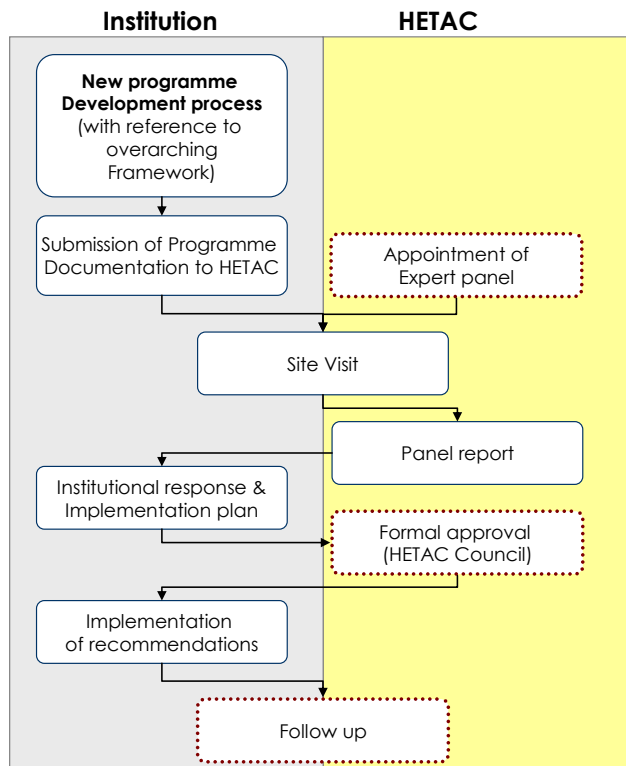 Institution
HETAC
New programme
Development process
(with reference to
overarching
Framework)
Submission of Programme
Documentation to HETAC
Appointment of
Expert panel
Site Visit
Panel report
Institutional response &
Implementation plan
Formal approval
(HETAC Council)
Implementation
of recommendations
Follow up